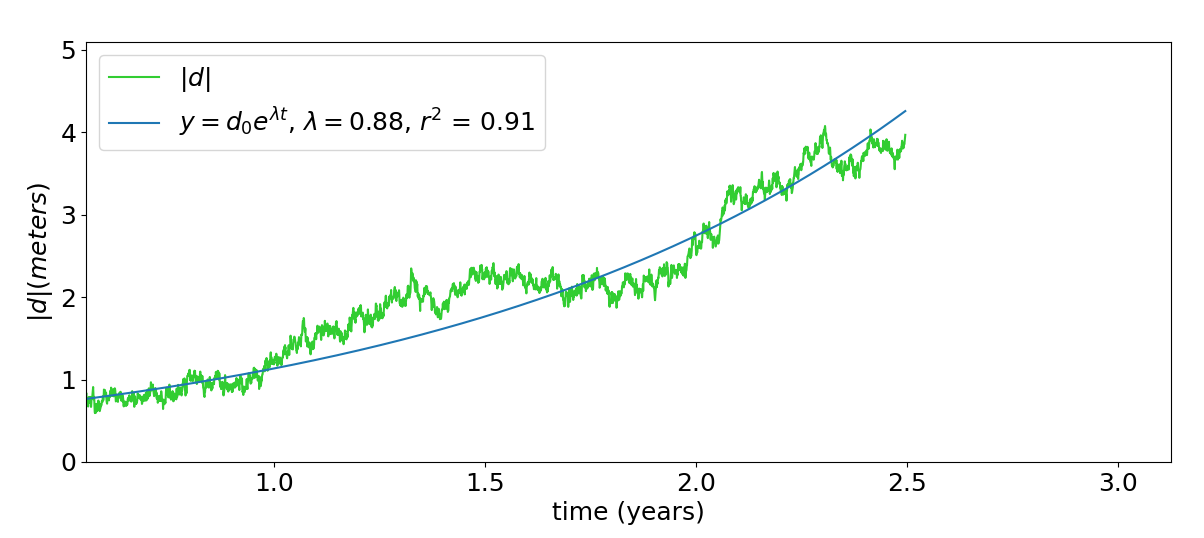 |d|
y = d₀e^{λt}, λ = 0.88, r² = 0.91
5
4
3
2
1
0
|d|(meters)
1.0 1.5 2.0 2.5 3.0
time (years)